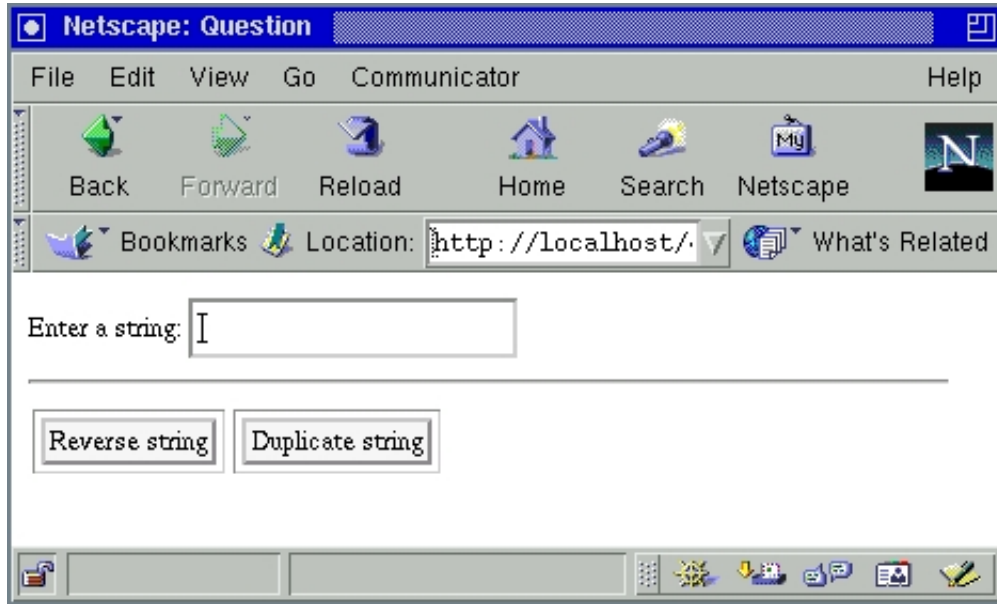 Netscape: Question
File Edit View Go Communicator Help
My N
Back Forward Reload Home Search Netscape
Bookmarks Location: http://localhost/ What's Related
Enter a string:
Reverse string Duplicate string